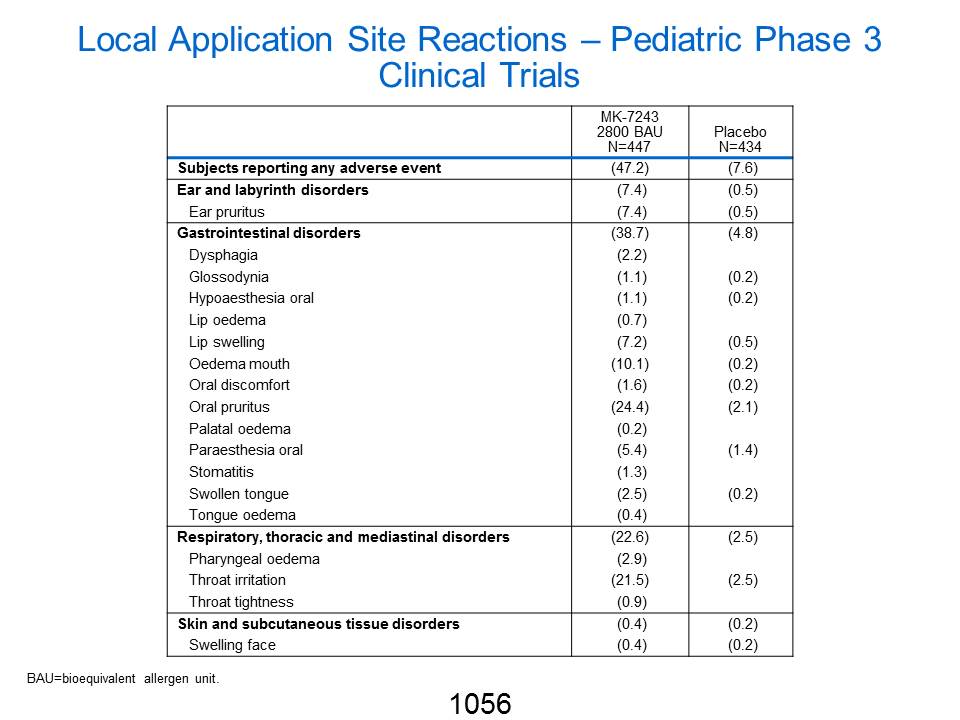 Local Application Site Reactions – Pediatric Phase 3
Clinical Trials
MK-7243
2800 BAU
N=447
Placebo
N=434
Subjects reporting any adverse event (47.2) (7.6)
Ear and labyrinth disorders (7.4) (0.5)
Ear pruritus (7.4) (0.5)
Gastrointestinal disorders (38.7) (4.8)
Dysphagia (2.2)
Glossodynia (1.1) (0.2)
Hypoaesthesia oral (1.1) (0.2)
Lip oedema (0.7)
Lip swelling (7.2) (0.5)
Oedema mouth (10.1) (0.2)
Oral discomfort (1.6) (0.2)
Oral pruritus (24.4) (2.1)
Palatal oedema (0.2)
Paraesthesia oral (5.4) (1.4)
Stomatitis (1.3)
Swollen tongue (2.5) (0.2)
Tongue oedema (0.4)
Respiratory, thoracic and mediastinal disorders (22.6) (2.5)
Pharyngeal oedema (2.9)
Throat irritation (21.5) (2.5)
Throat tightness (0.9)
Skin and subcutaneous tissue disorders (0.4) (0.2)
Swelling face (0.4) (0.2)
BAU=bioequivalent allergen unit.
1056